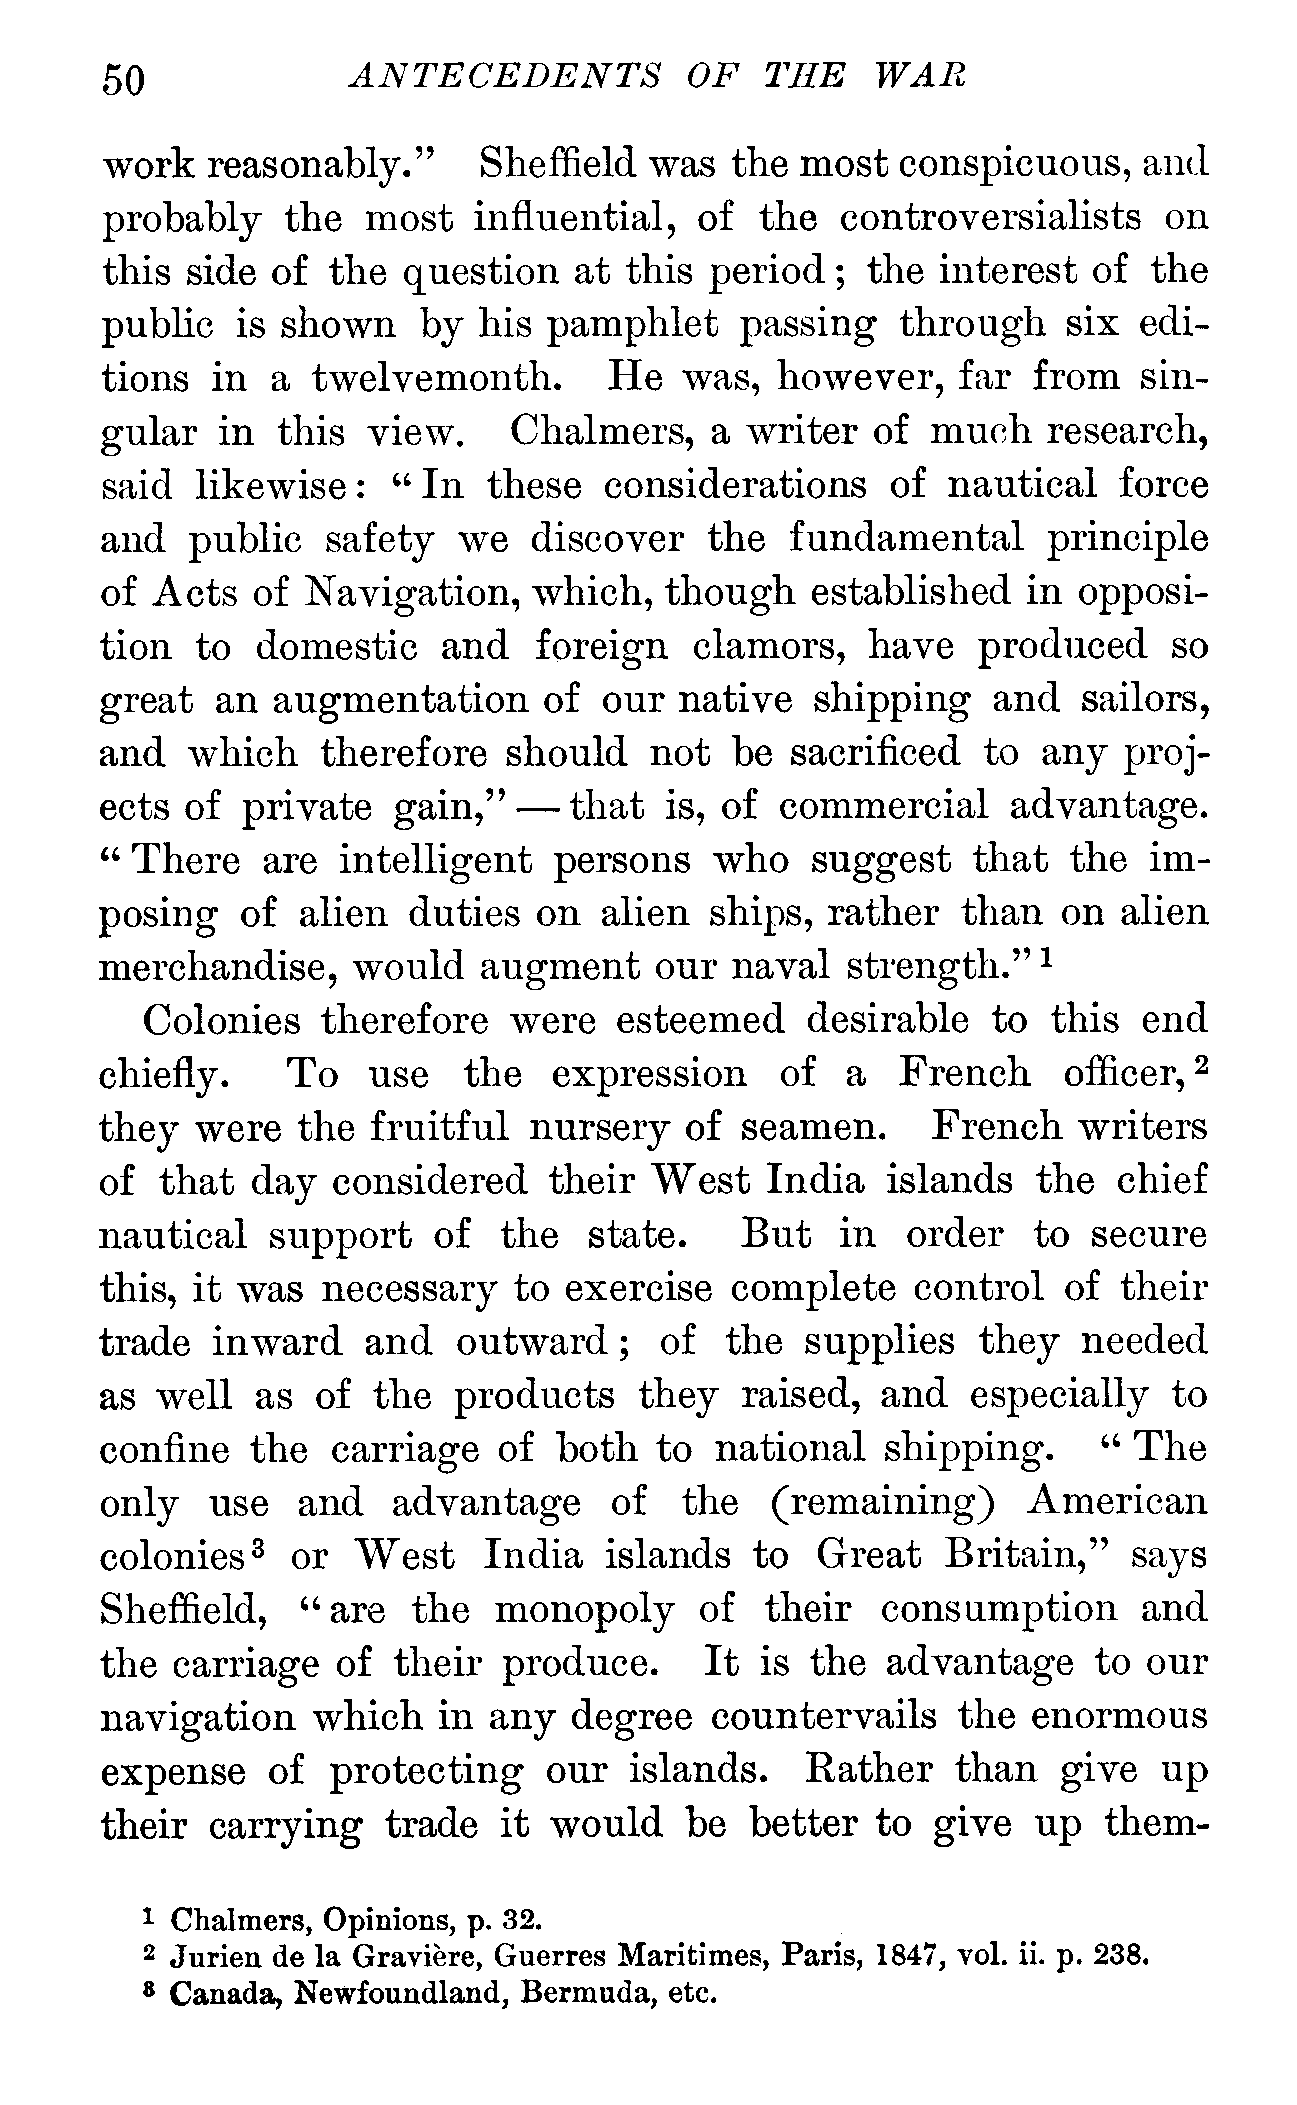 50 ANTECEDENTS OF THE WAR
work reasonably.” Sheffield was the most conspicuous, and
probably the most influential, of the controversialists on
this side of the question at this period; the interest of the
public is shown by his pamphlet passing through six edi-
tions in a twelvemonth. He was, however, far from sin-
gular in this view. Chalmers, a writer of much research,
said likewise: “In these considerations of nautical force
and public safety we discover the fundamental principle
of Acts of Navigation, which, though established in opposi-
tion to domestic and foreign clamors, have produced so
great an augmentation of our native shipping and sailors,
and which therefore should not be sacrificed to any proj-
ects of private gain,” — that is, of commercial advantage.
“There are intelligent persons who suggest that the im-
posing of alien duties on alien ships, rather than on alien
merchandise, would augment our naval strength.” 1
Colonies therefore were esteemed desirable to this end
chiefly. To use the expression of a French officer, 2
they were the fruitful nursery of seamen. French writers
of that day considered their West India islands the chief
nautical support of the state. But in order to secure
this, it was necessary to exercise complete control of their
trade inward and outward; of the supplies they needed
as well as of the products they raised, and especially to
confine the carriage of both to national shipping. “The
only use and advantage of the (remaining) American
colonies 3 or West India islands to Great Britain,” says
Sheffield, “are the monopoly of their consumption and
the carriage of their produce. It is the advantage to our
navigation which in any degree countervails the enormous
expense of protecting our islands. Rather than give up
their carrying trade it would be better to give up them-
1 Chalmers, Opinions, p. 32.
2 Jurien de la Gravière, Guerres Maritimes, Paris, 1847, vol. ii. p. 238.
3 Canada, Newfoundland, Bermuda, etc.